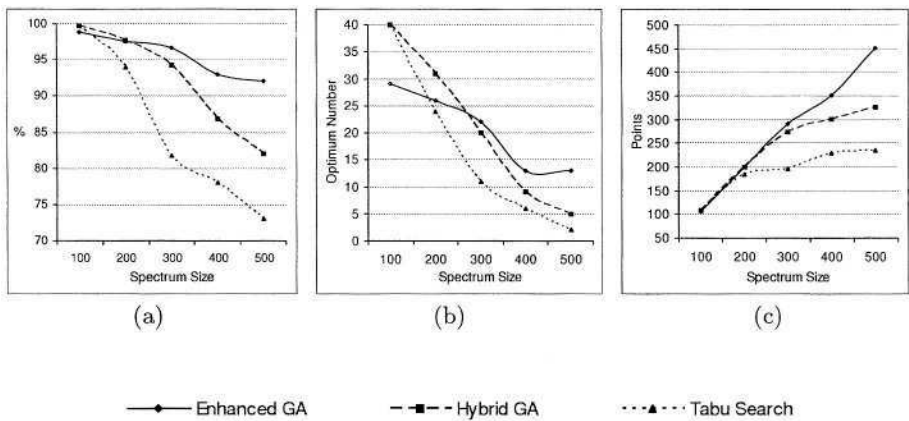 100
95
90
85
80
75
70
%
100 200 300 400 500
Spectrum Size
(a)
40
35
30
25
20
15
10
5
0
Optimum Number
100 200 300 400 500
Spectrum Size
(b)
500
450
400
350
300
250
200
150
100
50
Points
100 200 300 400 500
Spectrum Size
(c)
Enhanced GA
Hybrid GA
Tabu Search